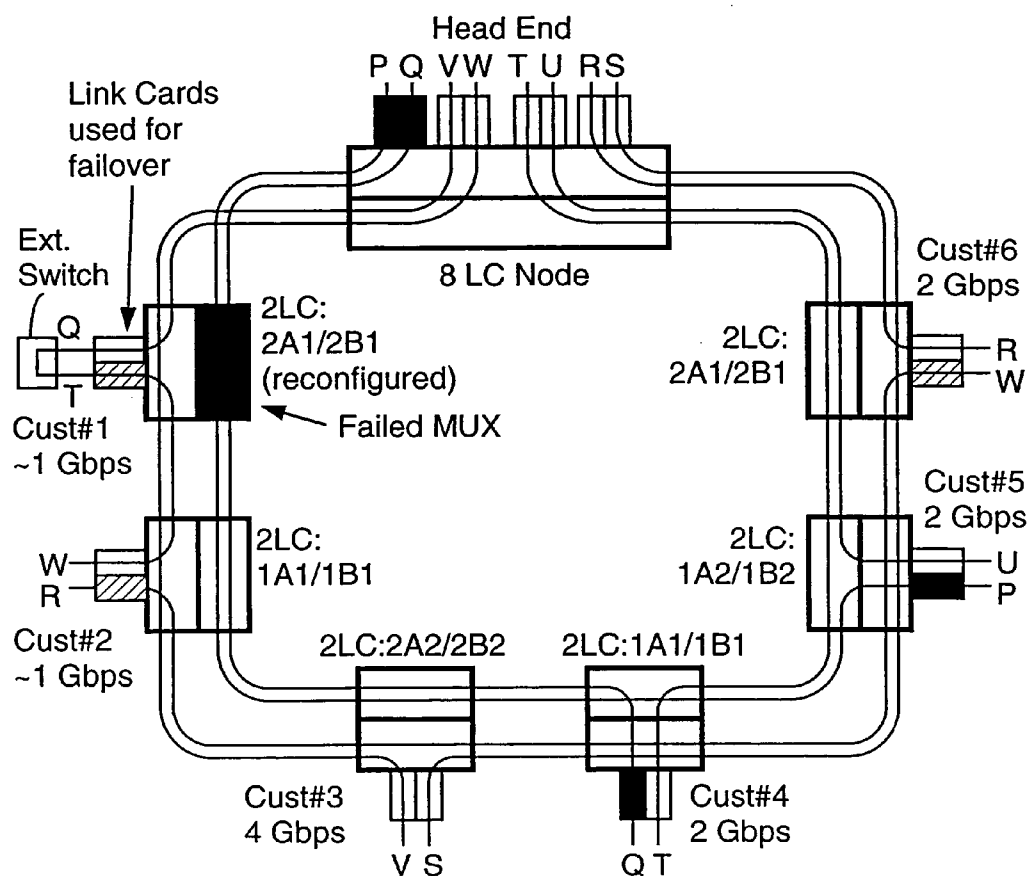 Head End
P Q V W T U R S
Link Cards
used for
failover
8 LC Node
Ext.
Switch
Q
T
Cust#1
~1 Gbps
2LC:
2A1/2B1
(reconfigured)
Failed MUX
Cust#6
2 Gbps
2LC:
2A1/2B1
R
W
Cust#5
2 Gbps
2LC:
1A2/1B2
U
P
W
R
2LC:
1A1/1B1
Cust#2
~1 Gbps
2LC:2A2/2B2
2LC:1A1/1B1
Cust#3
4 Gbps
V S
Cust#4
2 Gbps
Q T